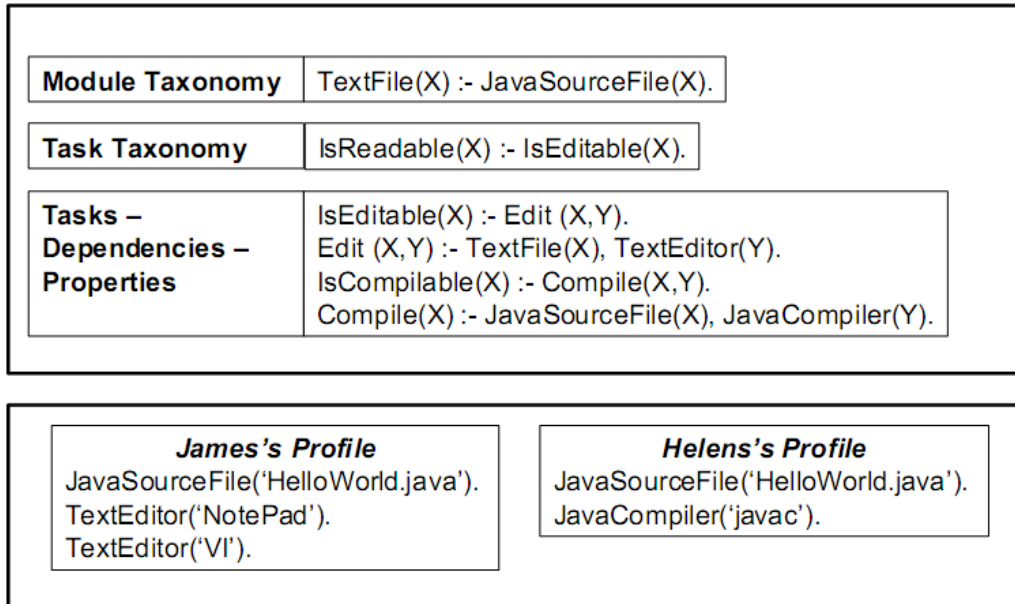 Module Taxonomy
TextFile(X) :- JavaSourceFile(X).
Task Taxonomy
IsReadable(X) :- IsEditable(X).
Tasks –
Dependencies –
Properties
IsEditable(X) :- Edit (X,Y).
Edit (X,Y) :- TextFile(X), TextEditor(Y).
IsCompilable(X) :- Compile(X,Y).
Compile(X) :- JavaSourceFile(X), JavaCompiler(Y).
James's Profile
JavaSourceFile(‘HelloWorld.java’).
TextEditor(‘NotePad’).
TextEditor(‘VI’).
Helens's Profile
JavaSourceFile(‘HelloWorld.java’).
JavaCompiler(‘javac’).